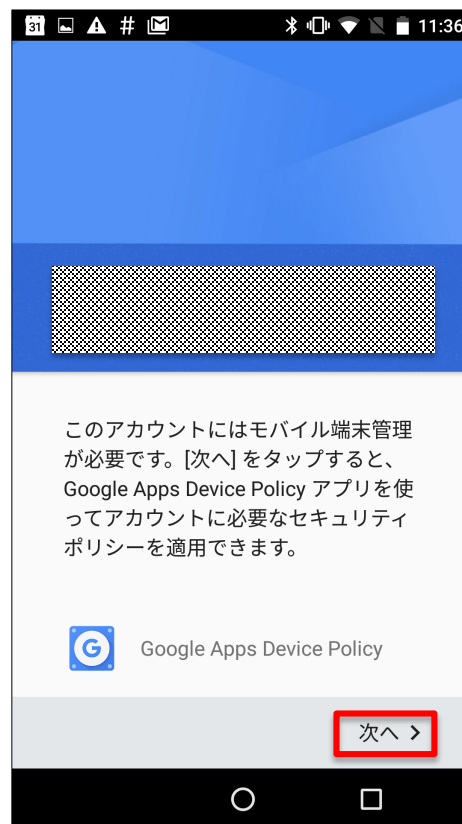 31 # 11:36
このアカウントにはモバイル端末管理
が必要です。[次へ] をタップすると、
Google Apps Device Policy アプリを使
ってアカウントに必要なセキュリティ
ポリシーを適用できます。
G Google Apps Device Policy
次へ